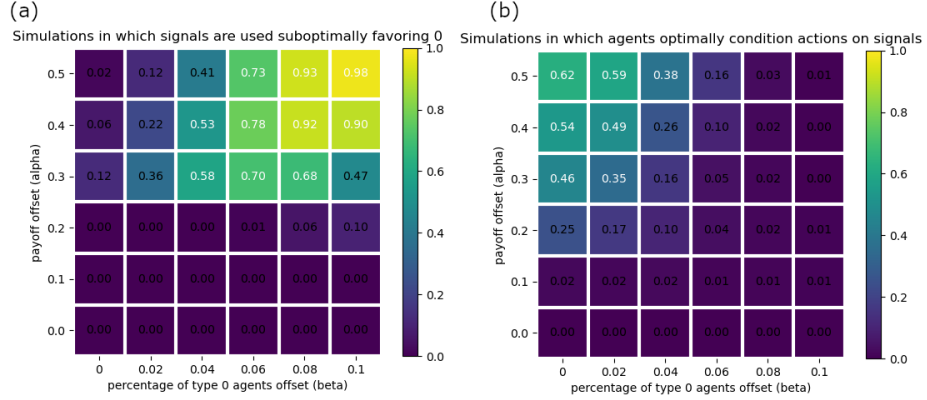 (a)
Simulations in which signals are used suboptimally favoring 0
payoff offset (alpha)
0.5 0.02 0.12 0.41 0.73 0.93 0.98
0.4 0.06 0.22 0.53 0.78 0.92 0.90
0.3 0.12 0.36 0.58 0.70 0.68 0.47
0.2 0.00 0.00 0.00 0.01 0.06 0.10
0.1 0.00 0.00 0.00 0.00 0.00 0.00
0.0 0.00 0.00 0.00 0.00 0.00 0.00
0 0.02 0.04 0.06 0.08 0.1
percentage of type 0 agents offset (beta)
1.0
0.8
0.6
0.4
0.2
0.0
(b)
Simulations in which agents optimally condition actions on signals
payoff offset (alpha)
0.5 0.62 0.59 0.38 0.16 0.03 0.01
0.4 0.54 0.49 0.26 0.10 0.02 0.00
0.3 0.46 0.35 0.16 0.05 0.02 0.00
0.2 0.25 0.17 0.10 0.04 0.02 0.01
0.1 0.02 0.02 0.02 0.01 0.01 0.01
0.0 0.00 0.00 0.00 0.00 0.00 0.00
0 0.02 0.04 0.06 0.08 0.1
percentage of type 0 agents offset (beta)
1.0
0.8
0.6
0.4
0.2
0.0